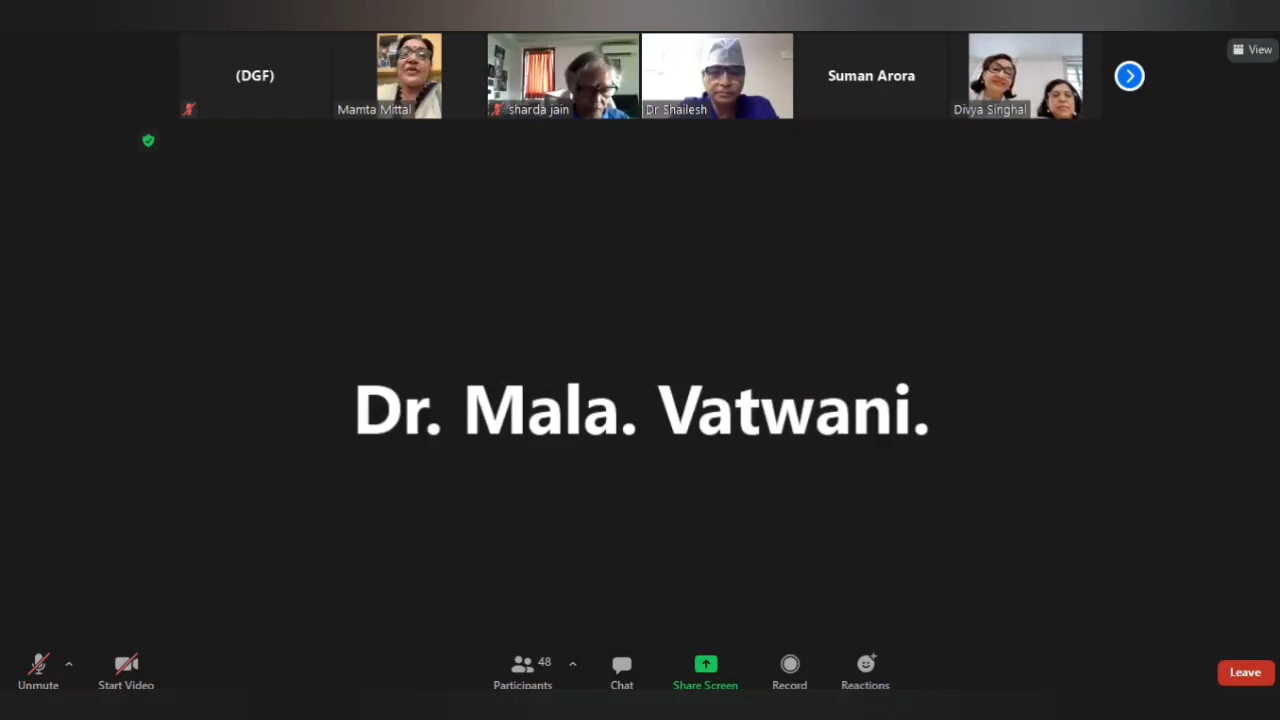 (DGF)
Mamta Mittal
sharda jain
Dr Shailesh
Suman Arora
Divya Singhal
View
Dr. Mala. Vatwani.
Unmute
Start Video
48
Participants
Chat
Share Screen
Record
Reactions
Leave